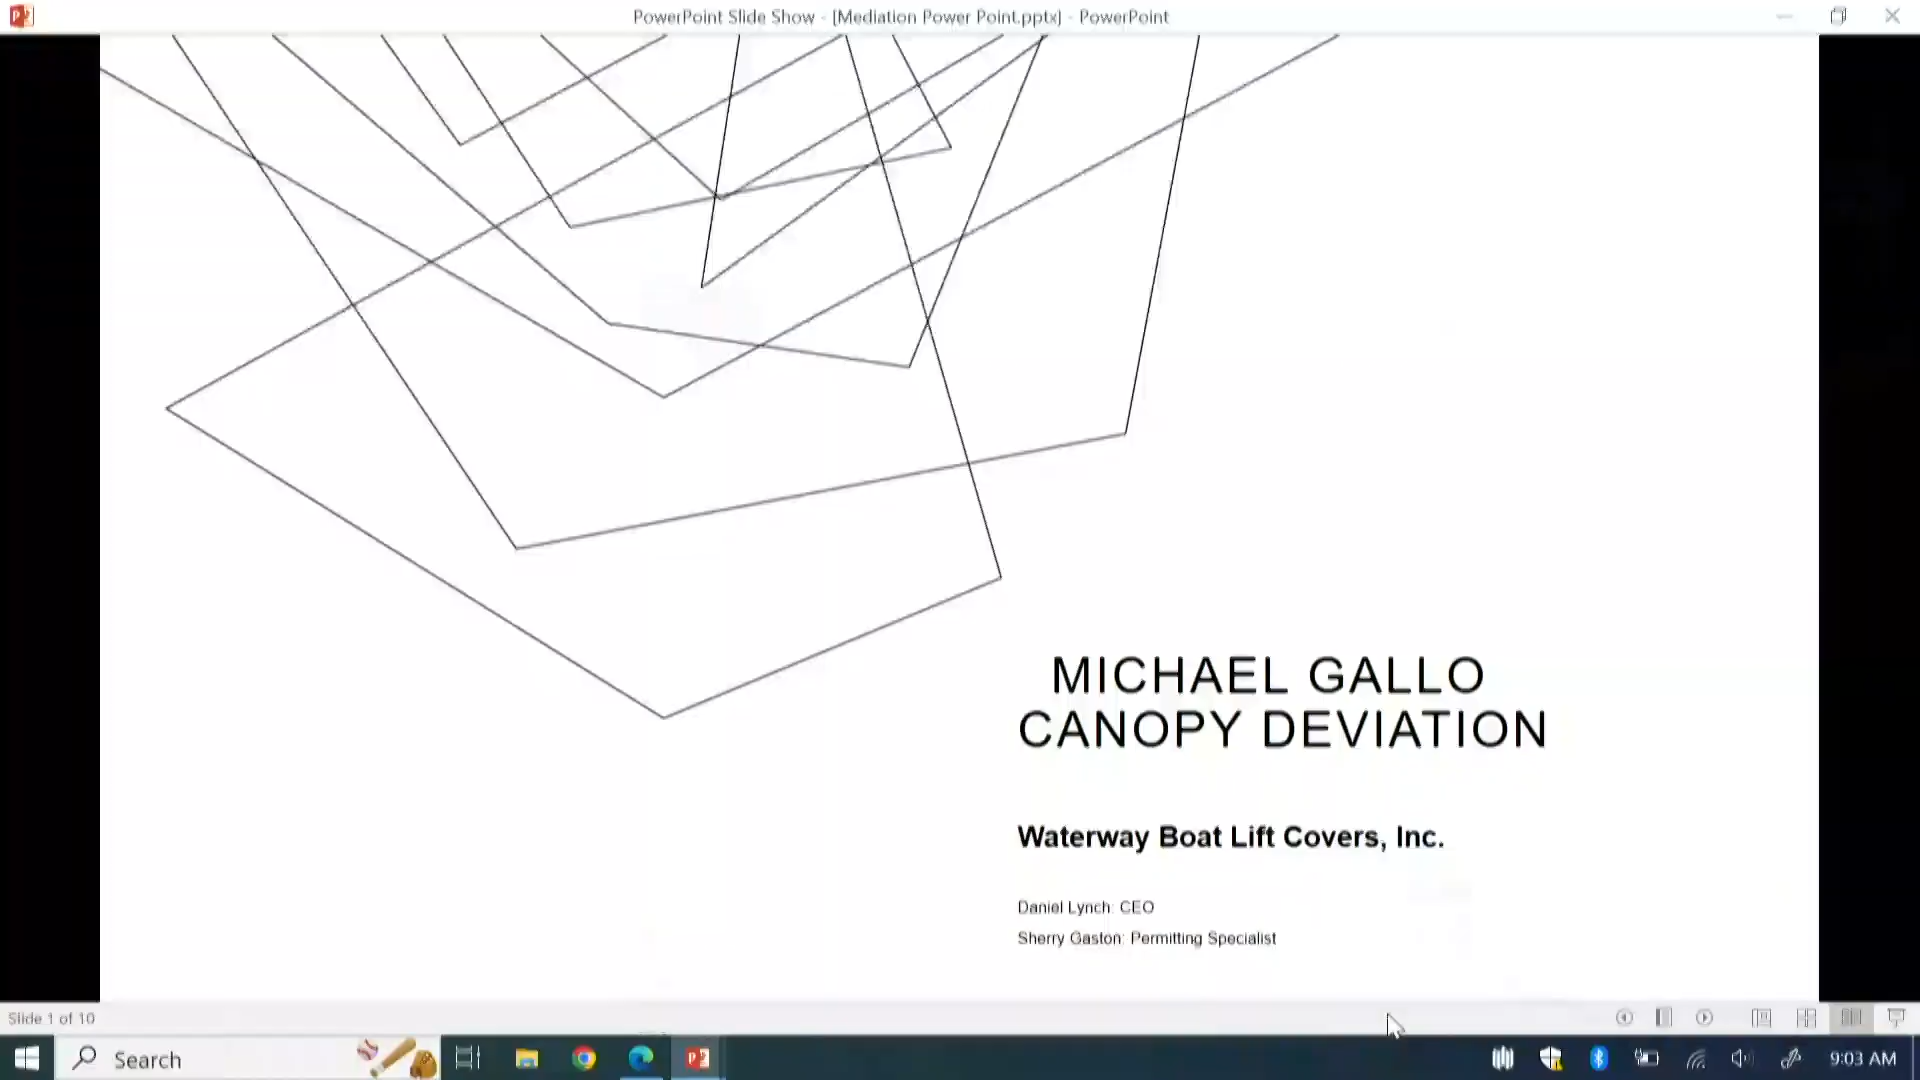 PowerPoint Slide Show - [Mediation Power Point.pptx] - PowerPoint
MICHAEL GALLO
CANOPY DEVIATION
Waterway Boat Lift Covers, Inc.
Daniel Lynch: CEO
Sherry Gaston: Permitting Specialist
Slide 1 of 10
Search
9:03 AM